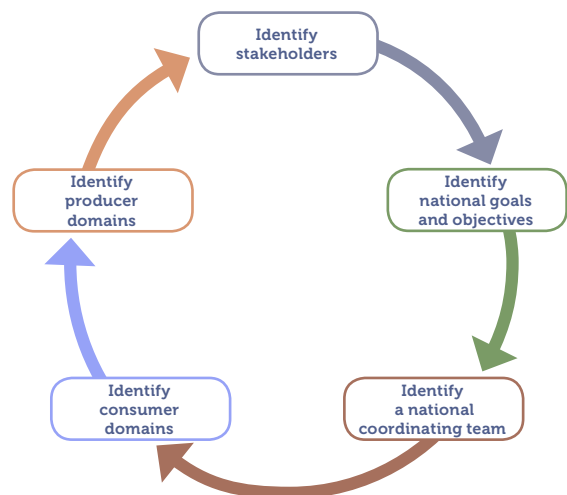 Identify
stakeholders
Identify
national goals
and objectives
Identify
a national
coordinating team
Identify
consumer
domains
Identify
producer
domains